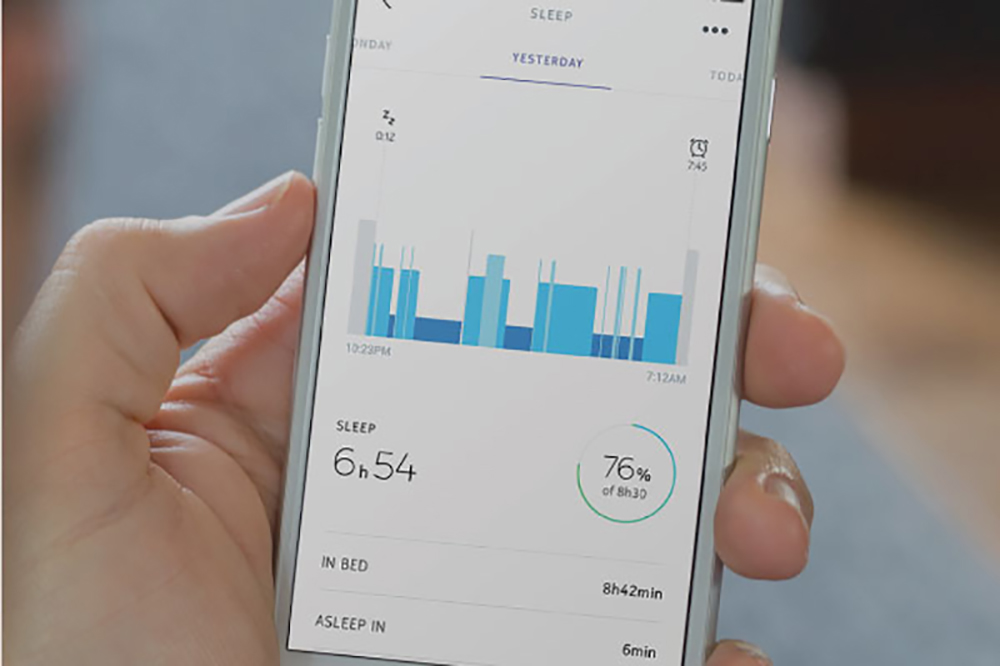 SLEEP
ONDAY
YESTERDAY
TODA
zz
0:12
7:45
10:23PM
7:12AM
SLEEP
6h54
76%
of 8h30
IN BED
8h42min
ASLEEP IN
6min